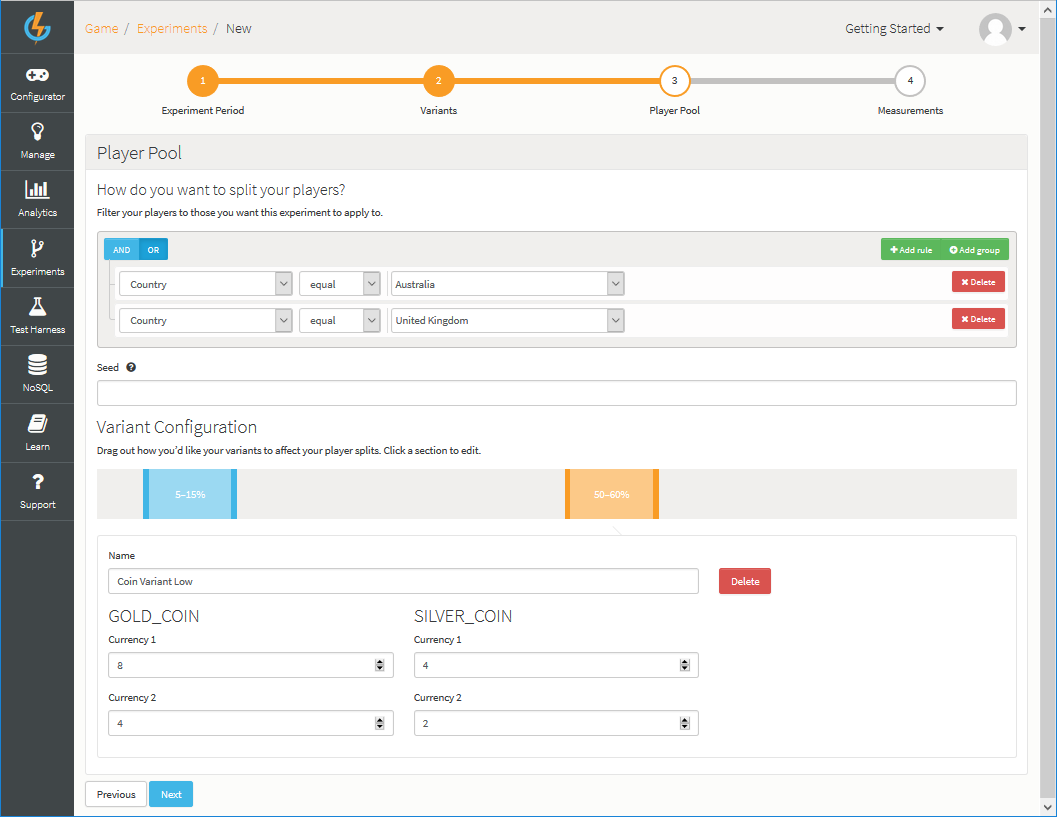 Game / Experiments / New
Getting Started
Configurator
Manage
Analytics
Experiments
Test Harness
NoSQL
Learn
Support
1 2 3 4
Experiment Period Variants Player Pool Measurements
Player Pool
How do you want to split your players?
Filter your players to those you want this experiment to apply to.
AND OR Add rule Add group
Country equal Australia Delete
Country equal United Kingdom Delete
Seed ?
Variant Configuration
Drag out how you'd like your variants to affect your player splits. Click a section to edit.
5–15% 50–60%
Name
Coin Variant Low Delete
GOLD_COIN SILVER_COIN
Currency 1 Currency 1
8 4
Currency 2 Currency 2
4 2
Previous Next